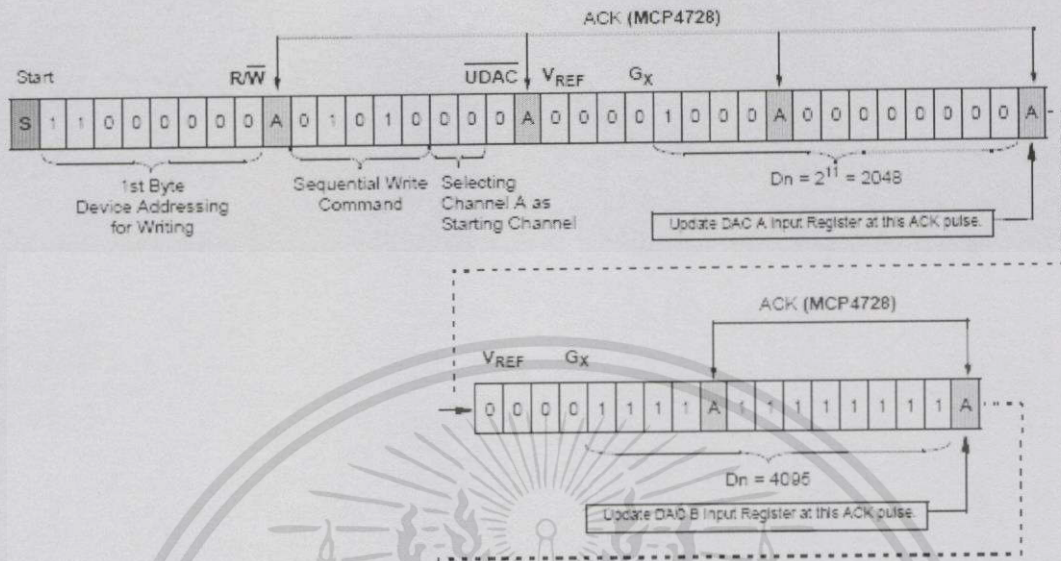 ACK (MCP4728)
Start R/W UDAC VREF GX
S 1 1 0 0 0 0 0 0 A 0 1 0 1 0 0 0 0 A 0 0 0 0 1 0 0 0 A 0 0 0 0 0 0 0 0 A
1st Byte
Device Addressing
for Writing
Sequential Write
Command
Selecting
Channel A as
Starting Channel
Dn = 2¹¹ = 2048
Update DAC A Input Register at this ACK pulse.
ACK (MCP4728)
VREF GX
0 0 0 0 1 1 1 1 A 1 1 1 1 1 1 1 1 A
Dn = 4095
Update DAC B Input Register at this ACK pulse.